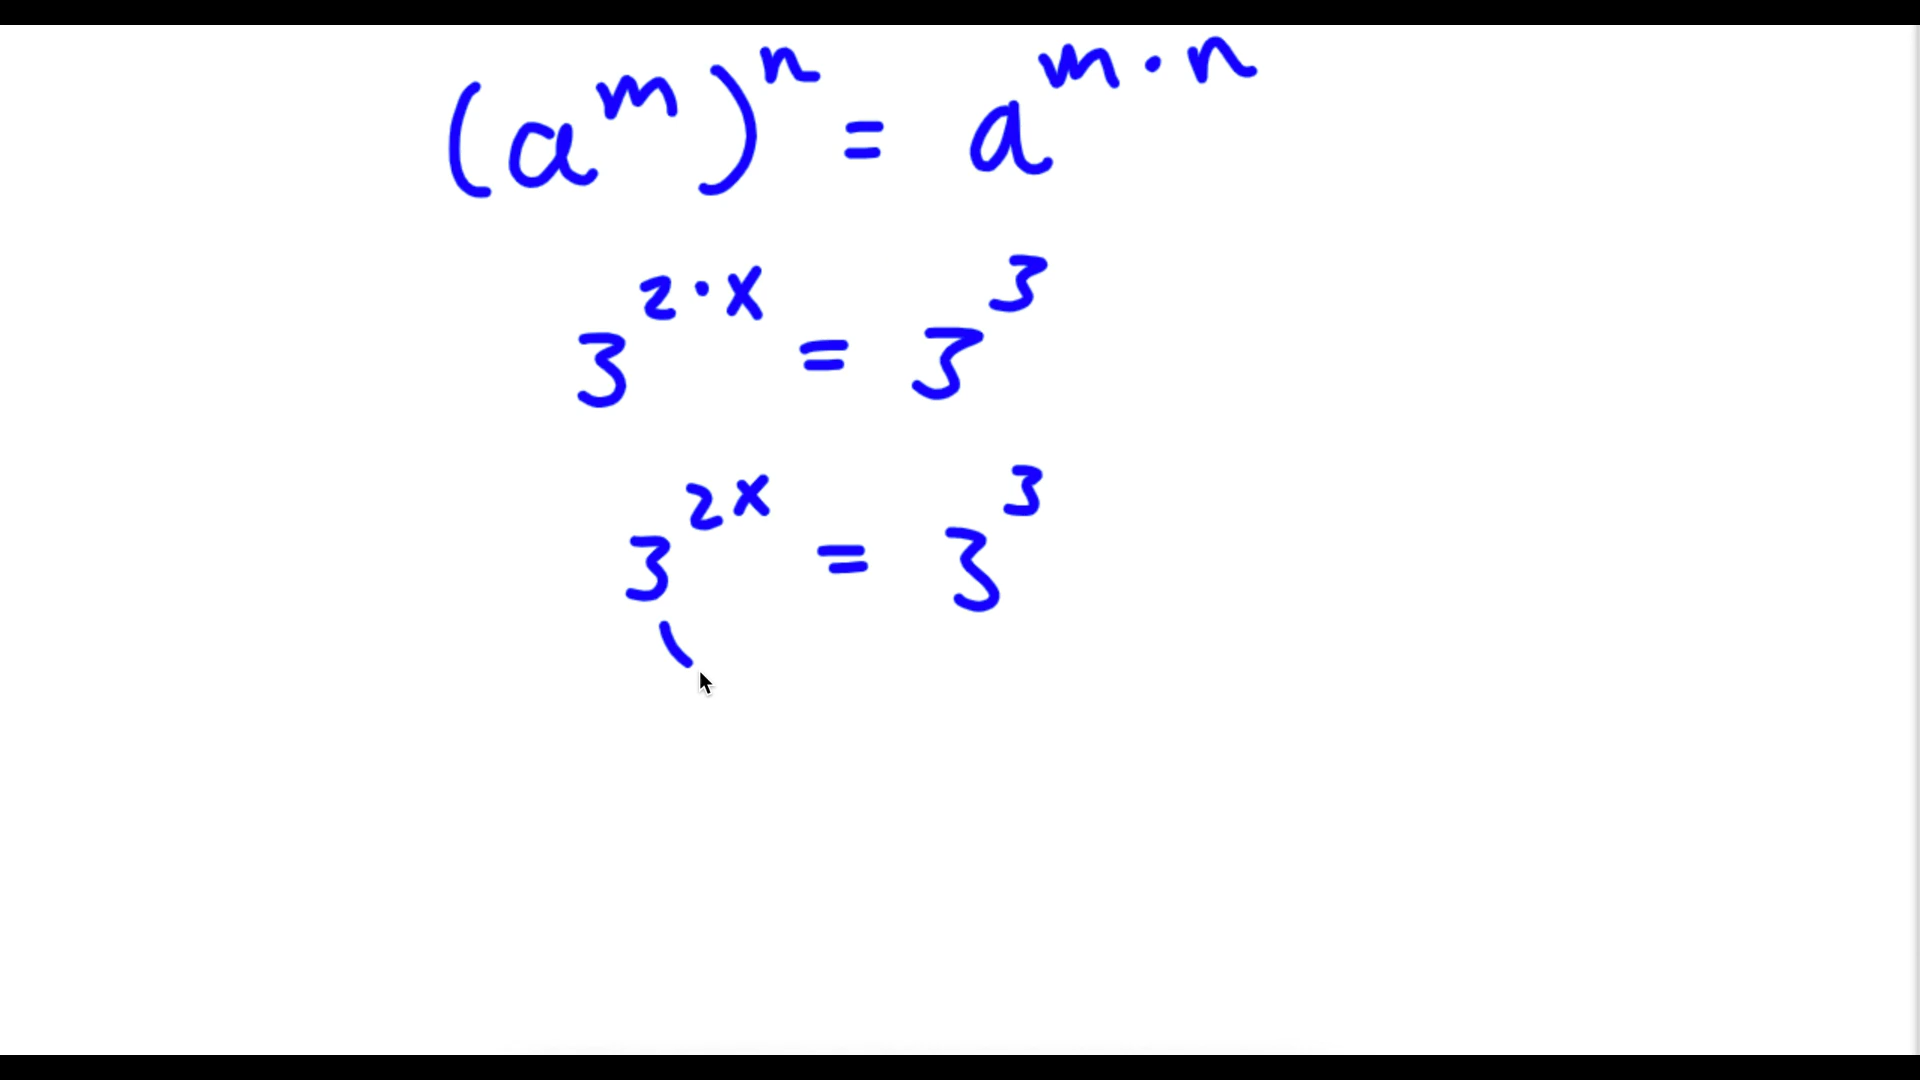 (a^m)^n = a^{m·n}
3^{2·x} = 3^3
3^{2x} = 3^3